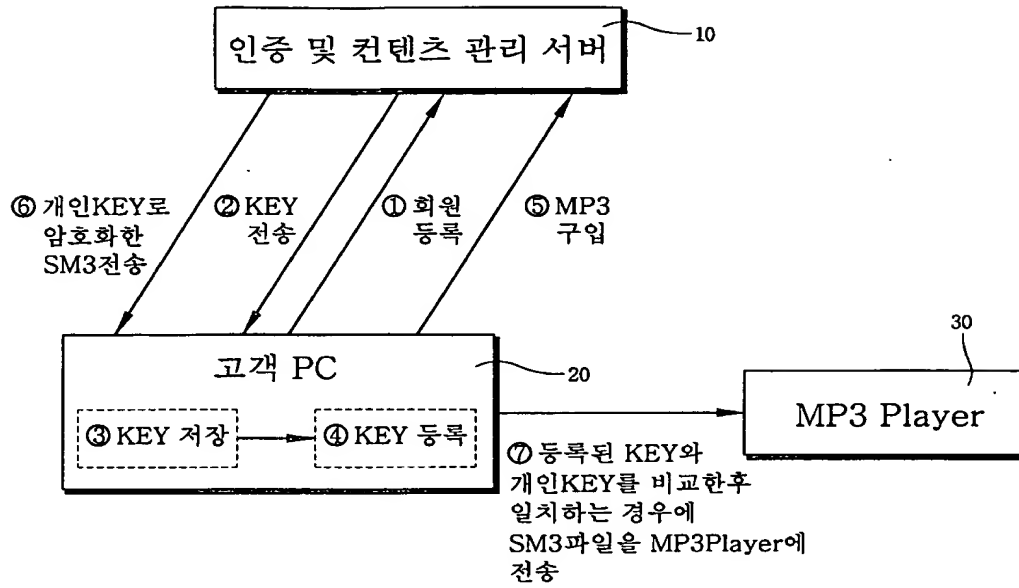 인증 및 컨텐츠 관리 서버
10
⑥ 개인KEY로
암호화한
SM3전송
② KEY
전송
① 회원
등록
⑤ MP3
구입
고객 PC
20
③ KEY 저장
④ KEY 등록
30
MP3 Player
⑦ 등록된 KEY와
개인KEY를 비교한후
일치하는 경우에
SM3파일을 MP3Player에
전송